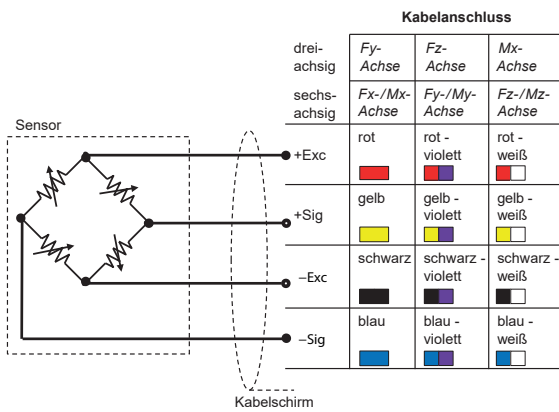 Kabelanschluss
drei-
achsig
Fy-
Achse
Fz-
Achse
Mx-
Achse
sechs-
achsig
Fx-/Mx-
Achse
Fy-/My-
Achse
Fz-/Mz-
Achse
Sensor
+Exc
rot
rot -
violett
rot -
weiß
+Sig
gelb
gelb -
violett
gelb -
weiß
–Exc
schwarz
schwarz -
violett
schwarz -
weiß
–Sig
blau
blau -
violett
blau -
weiß
Kabelschirm